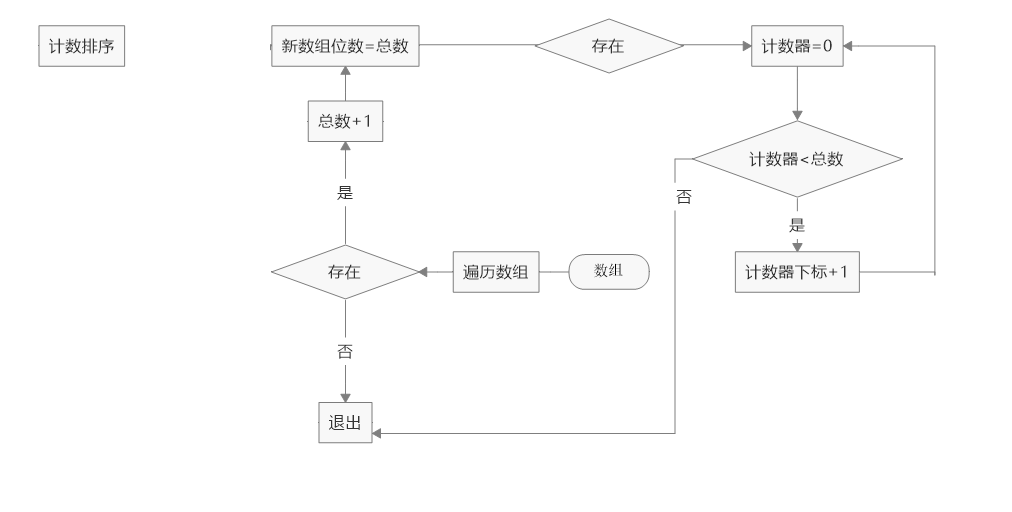 计数排序
新数组位数=总数
存在
计数器=0
总数+1
计数器<总数
是
否
是
存在
遍历数组
数组
计数器下标+1
否
退出